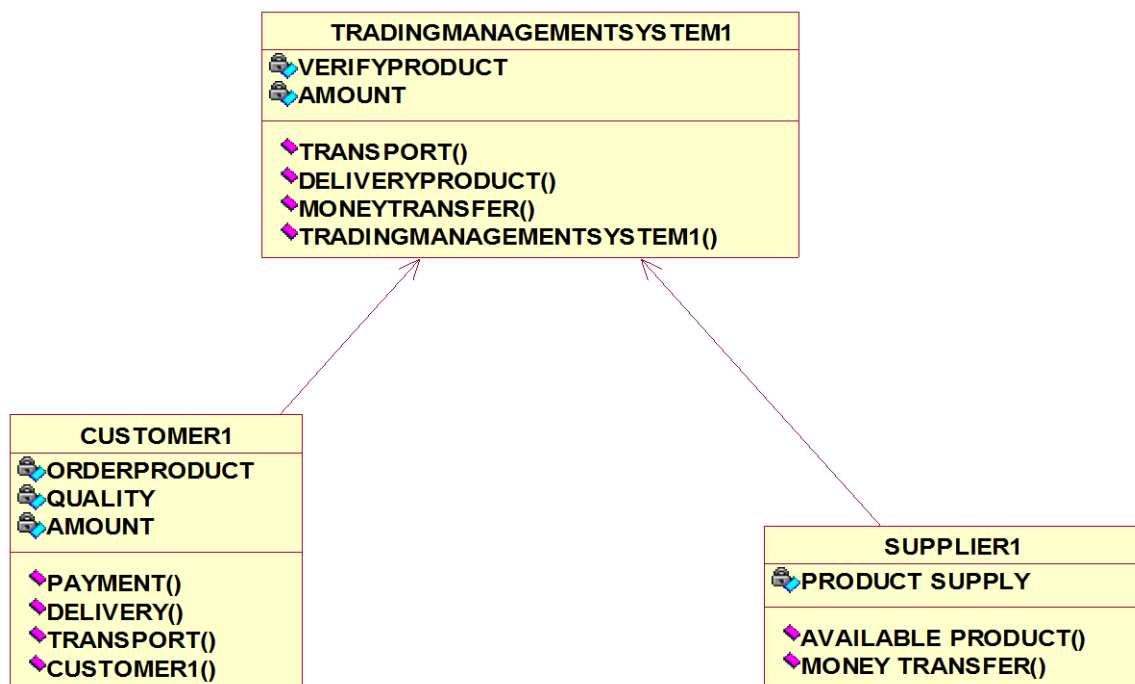 TRADINGMANAGEMENTSYSTEM1
VERIFYPRODUCT
AMOUNT
TRANSPORT()
DELIVERYPRODUCT()
MONEYTRANSFER()
TRADINGMANAGEMENTSYSTEM1()
CUSTOMER1
ORDERPRODUCT
QUALITY
AMOUNT
PAYMENT()
DELIVERY()
TRANSPORT()
CUSTOMER1()
SUPPLIER1
PRODUCT SUPPLY
AVAILABLE PRODUCT()
MONEY TRANSFER()